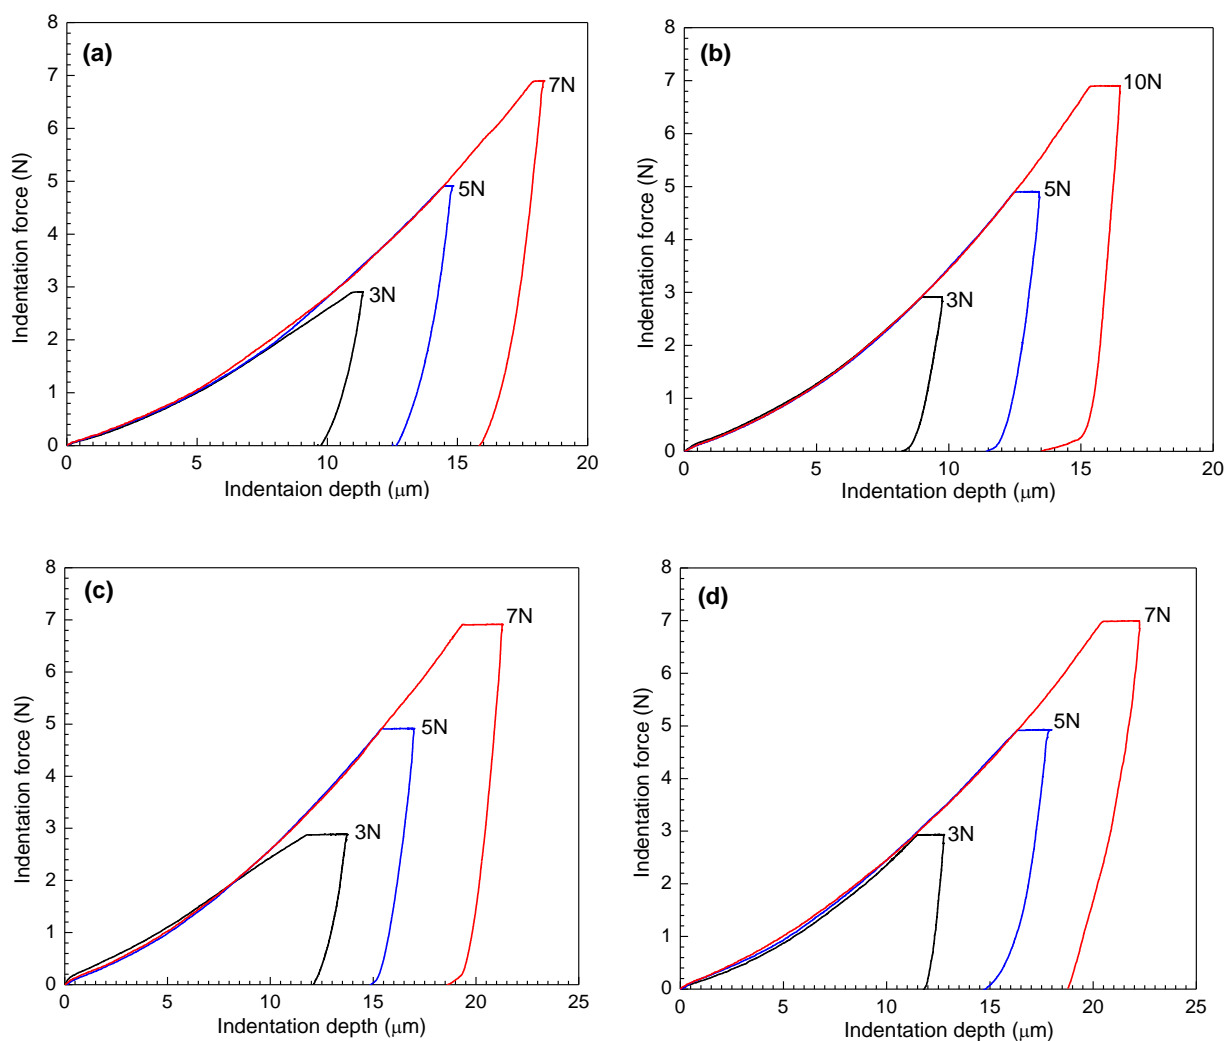 (a)
8
7
6
5
4
3
2
1
0
Indentation force (N)
7N
5N
3N
0 5 10 15 20
Indentaion depth (μm)
(b)
8
7
6
5
4
3
2
1
0
Indentation force (N)
10N
5N
3N
0 5 10 15 20
Indentation depth (μm)
(c)
8
7
6
5
4
3
2
1
0
Indentation force (N)
7N
5N
3N
0 5 10 15 20 25
Indentation depth (μm)
(d)
8
7
6
5
4
3
2
1
0
Indentation force (N)
7N
5N
3N
0 5 10 15 20 25
Indentation depth (μm)